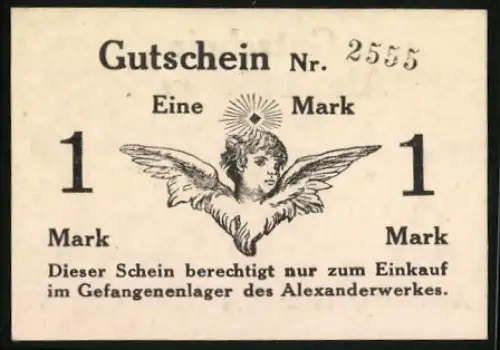 Gutschein Nr. 2555
Eine Mark
1 1
Mark Mark
Dieser Schein berechtigt nur zum Einkauf
im Gefangenenlager des Alexanderwerkes.